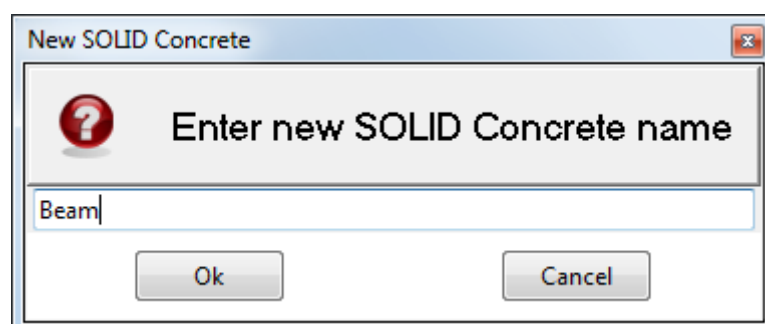 New SOLID Concrete
Enter new SOLID Concrete name
Beam
Ok
Cancel